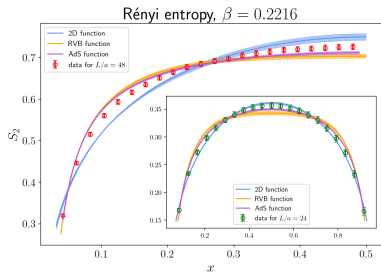 Rényi entropy, β = 0.2216
2D function
RVB function
AdS function
data for L/a = 48
0.7
0.6
0.5
0.4
0.3
S₂
0.1
0.2
0.3
0.4
0.5
x
0.35
0.30
0.25
0.20
0.15
2D function
RVB function
AdS function
data for L/a = 24
0.2
0.4
0.6
0.8